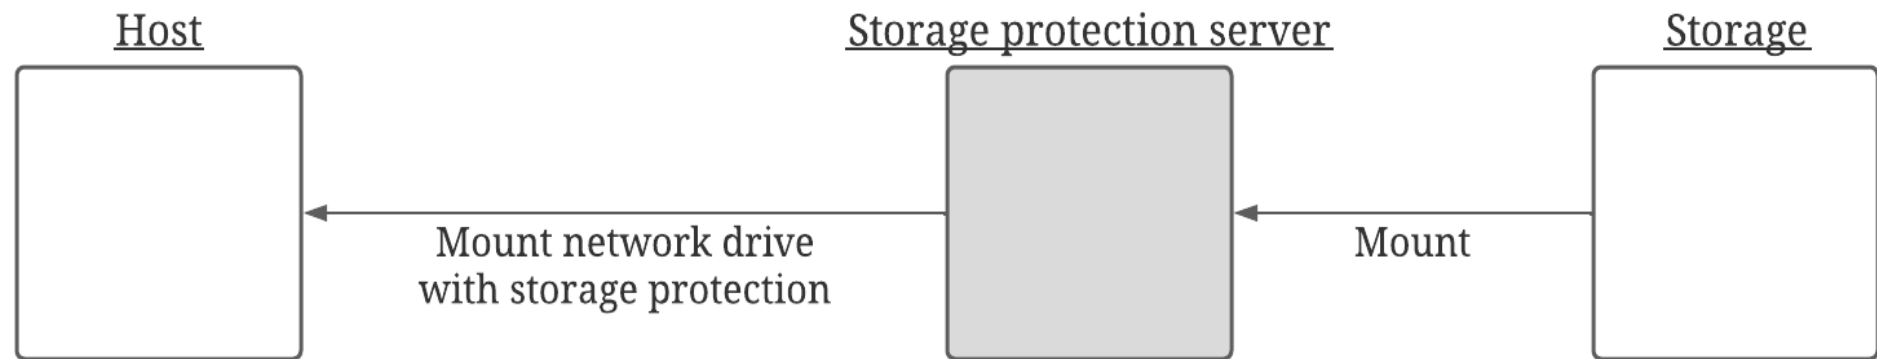 Host
Storage protection server
Storage
Mount network drive
with storage protection
Mount